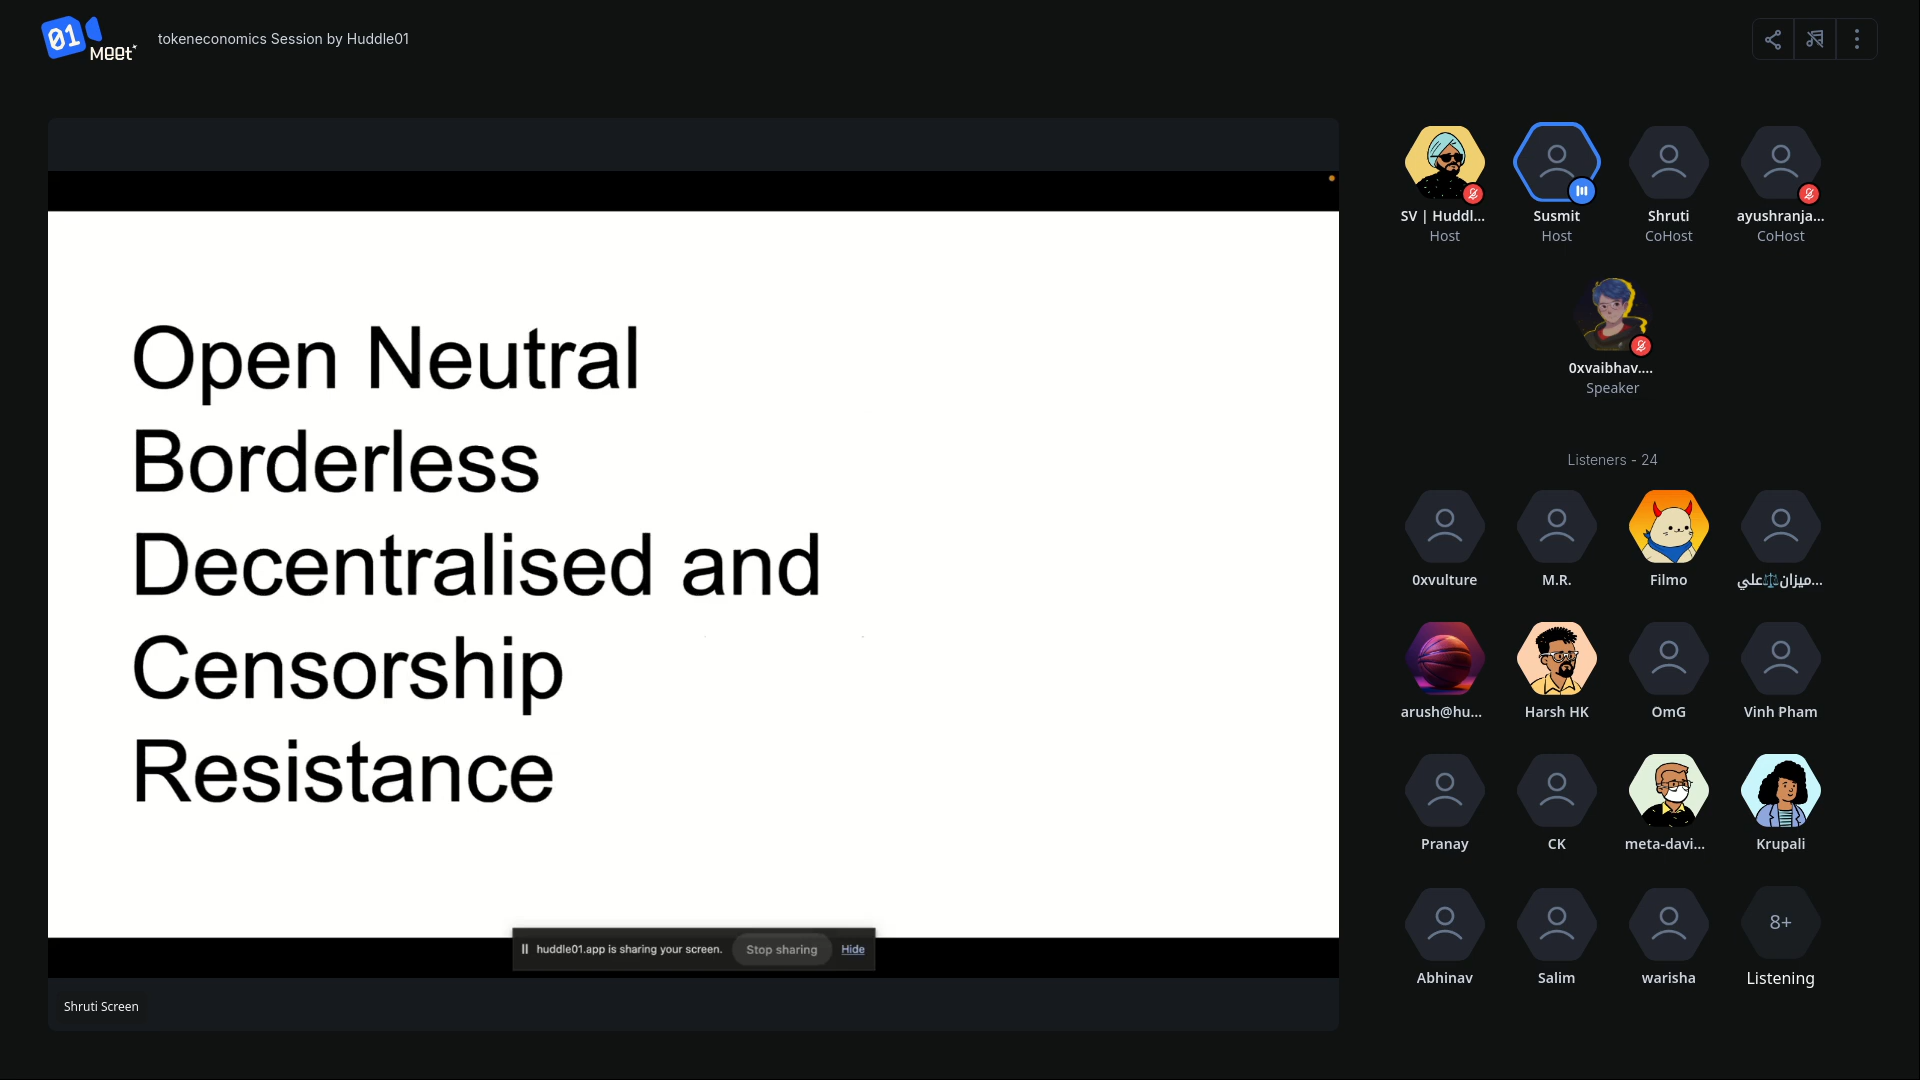 01
Meet
tokeneconomics Session by Huddle01
Open Neutral
Borderless
Decentralised and
Censorship
Resistance
huddle01.app is sharing your screen.
Stop sharing
Hide
Shruti Screen
SV | Huddl...
Host
Susmit
Host
Shruti
CoHost
ayushranja...
CoHost
0xvaibhav....
Speaker
Listeners - 24
0xvulture
M.R.
Filmo
ميزان⚖️علي...
arush@hu...
Harsh HK
OmG
Vinh Pham
Pranay
CK
meta-davi...
Krupali
Abhinav
Salim
warisha
8+
Listening